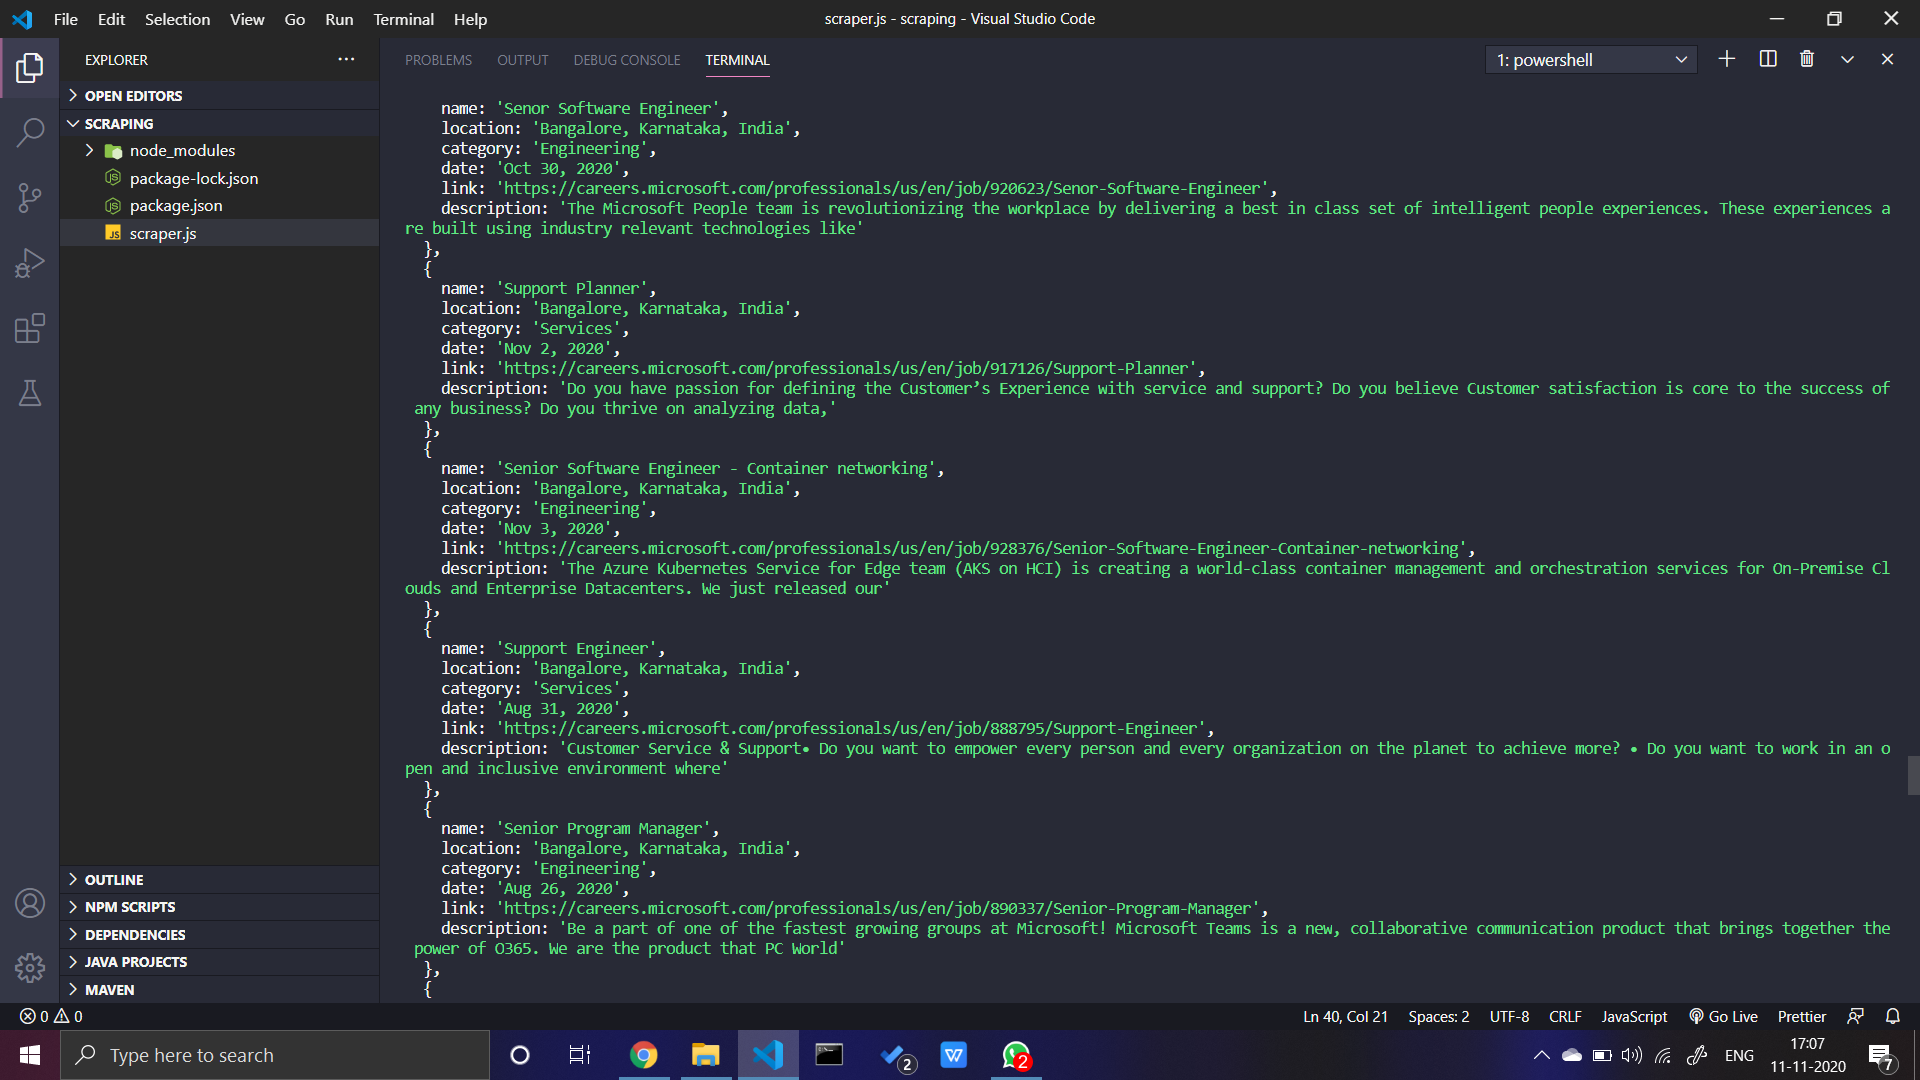 File Edit Selection View Go Run Terminal Help
scraper.js - scraping - Visual Studio Code
EXPLORER
OPEN EDITORS
SCRAPING
node_modules
package-lock.json
package.json
JS scraper.js
OUTLINE
NPM SCRIPTS
DEPENDENCIES
JAVA PROJECTS
MAVEN
PROBLEMS OUTPUT DEBUG CONSOLE TERMINAL
1: powershell
name: 'Senor Software Engineer',
location: 'Bangalore, Karnataka, India',
category: 'Engineering',
date: 'Oct 30, 2020',
link: 'https://careers.microsoft.com/professionals/us/en/job/920623/Senor-Software-Engineer',
description: 'The Microsoft People team is revolutionizing the workplace by delivering a best in class set of intelligent people experiences. These experiences a
re built using industry relevant technologies like'
},
{
name: 'Support Planner',
location: 'Bangalore, Karnataka, India',
category: 'Services',
date: 'Nov 2, 2020',
link: 'https://careers.microsoft.com/professionals/us/en/job/917126/Support-Planner',
description: 'Do you have passion for defining the Customer’s Experience with service and support? Do you believe Customer satisfaction is core to the success of
any business? Do you thrive on analyzing data,'
},
{
name: 'Senior Software Engineer - Container networking',
location: 'Bangalore, Karnataka, India',
category: 'Engineering',
date: 'Nov 3, 2020',
link: 'https://careers.microsoft.com/professionals/us/en/job/928376/Senior-Software-Engineer-Container-networking',
description: 'The Azure Kubernetes Service for Edge team (AKS on HCI) is creating a world-class container management and orchestration services for On-Premise Cl
ouds and Enterprise Datacenters. We just released our'
},
{
name: 'Support Engineer',
location: 'Bangalore, Karnataka, India',
category: 'Services',
date: 'Aug 31, 2020',
link: 'https://careers.microsoft.com/professionals/us/en/job/888795/Support-Engineer',
description: 'Customer Service & Support• Do you want to empower every person and every organization on the planet to achieve more? • Do you want to work in an o
pen and inclusive environment where'
},
{
name: 'Senior Program Manager',
location: 'Bangalore, Karnataka, India',
category: 'Engineering',
date: 'Aug 26, 2020',
link: 'https://careers.microsoft.com/professionals/us/en/job/890337/Senior-Program-Manager',
description: 'Be a part of one of the fastest growing groups at Microsoft! Microsoft Teams is a new, collaborative communication product that brings together the
power of O365. We are the product that PC World'
},
{
0 0
Ln 40, Col 21 Spaces: 2 UTF-8 CRLF JavaScript Go Live Prettier
Type here to search
2
W
2
ENG
17:07
11-11-2020
7